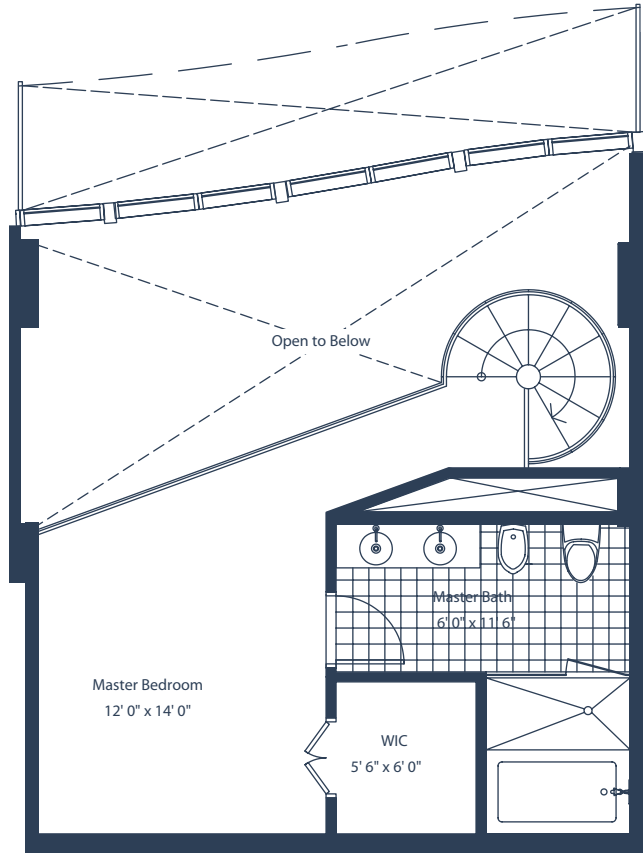 Open to Below
Master Bath
6' 0" x 11' 6"
Master Bedroom
12' 0" x 14' 0"
WIC
5' 6" x 6' 0"